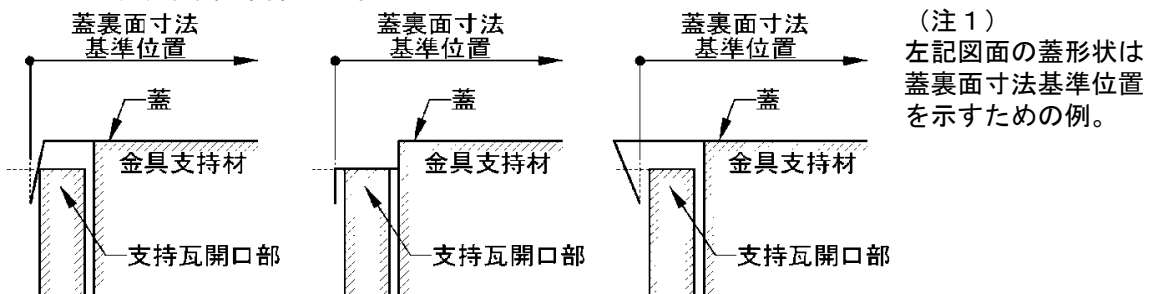 蓋裏面寸法
基準位置
蓋
金具支持材
支持瓦開口部
蓋裏面寸法
基準位置
蓋
金具支持材
支持瓦開口部
蓋裏面寸法
基準位置
蓋
金具支持材
支持瓦開口部
(注1)
左記図面の蓋形状は
蓋裏面寸法基準位置
を示すための例。